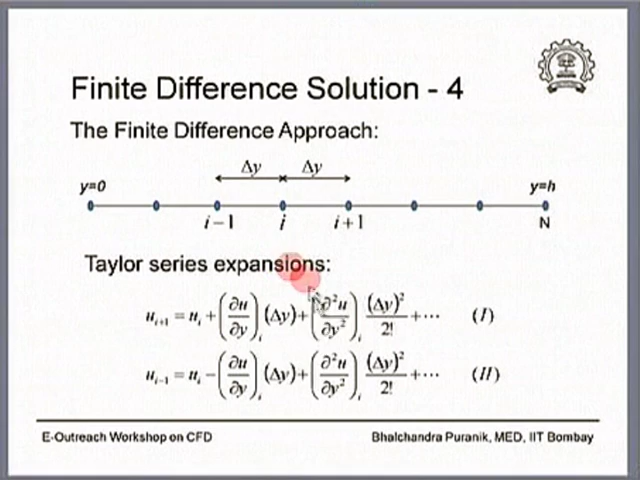 Finite Difference Solution - 4
The Finite Difference Approach:
Δy Δy
y=0 y=h
i−1 i i+1 N
Taylor series expansions:
u_{i+1} = u_i + (∂u/∂y)_i (Δy) + (∂²u/∂y²)_i (Δy)²/2! + ⋯ (I)
u_{i−1} = u_i − (∂u/∂y)_i (Δy) + (∂²u/∂y²)_i (Δy)²/2! + ⋯ (II)
E-Outreach Workshop on CFD Bhalchandra Puranik, MED, IIT Bombay